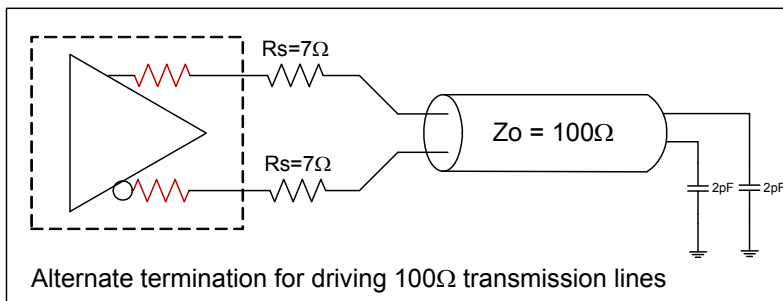 Rs=7Ω
Zo = 100Ω
Rs=7Ω
2pF
2pF
Alternate termination for driving 100Ω transmission lines